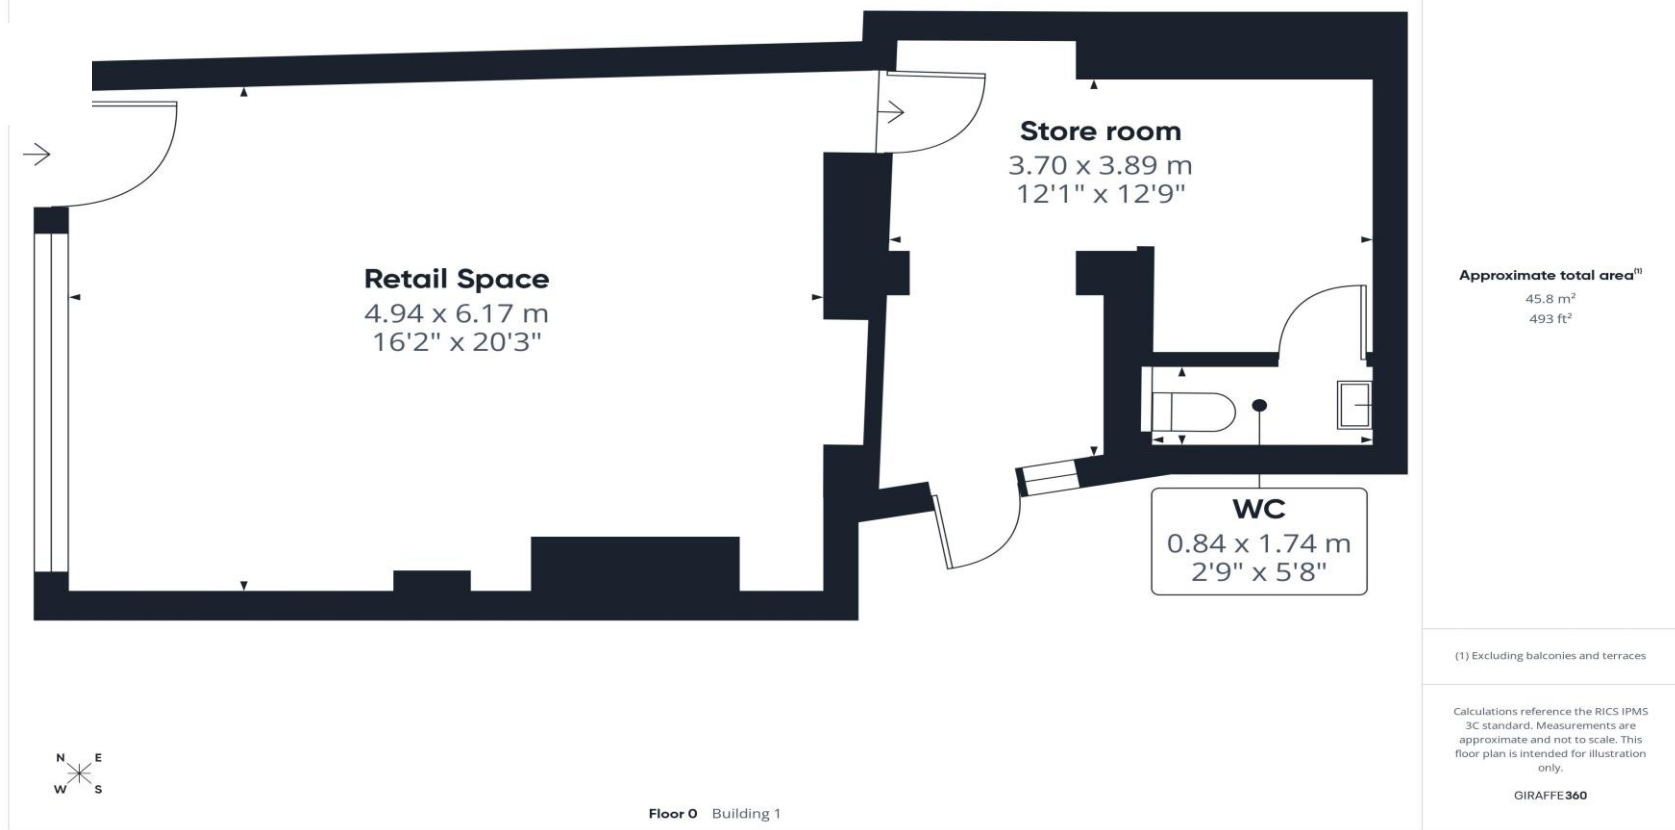 Retail Space
4.94 x 6.17 m
16'2" x 20'3"
Store room
3.70 x 3.89 m
12'1" x 12'9"
WC
0.84 x 1.74 m
2'9" x 5'8"
N E
W S
Floor 0 Building 1
Approximate total area(1)
45.8 m²
493 ft²
(1) Excluding balconies and terraces
Calculations reference the RICS IPMS
3C standard. Measurements are
approximate and not to scale. This
floor plan is intended for illustration
only.
GIRAFFE360